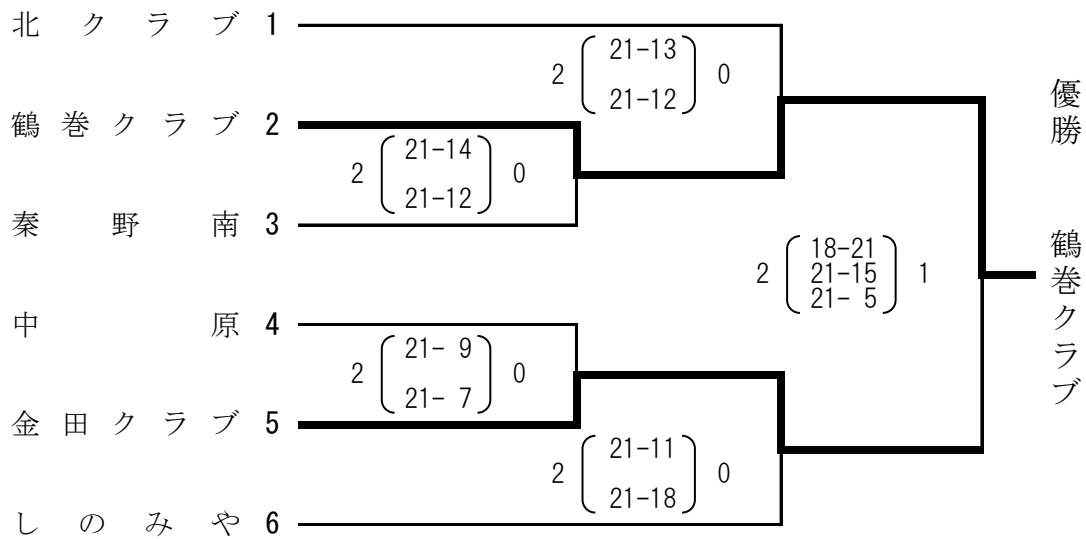 北クラブ 1
2 21-13 0
21-12
鶴巻クラブ 2
2 21-14 0
21-12
秦野南 3
2 18-21 1
21-15
21- 5
中原 4
2 21- 9 0
21- 7
金田クラブ 5
2 21-11 0
21-18
しのみや 6
優勝
鶴巻クラブ